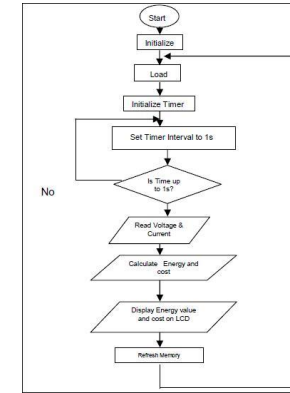 Start
Initialize
Load
Initialize Timer
Set Timer Interval to 1s
Is Time up
to 1s?
No
Read Voltage &
Current
Calculate Energy and
cost
Display Energy value
and cost on LCD
Refresh Memory